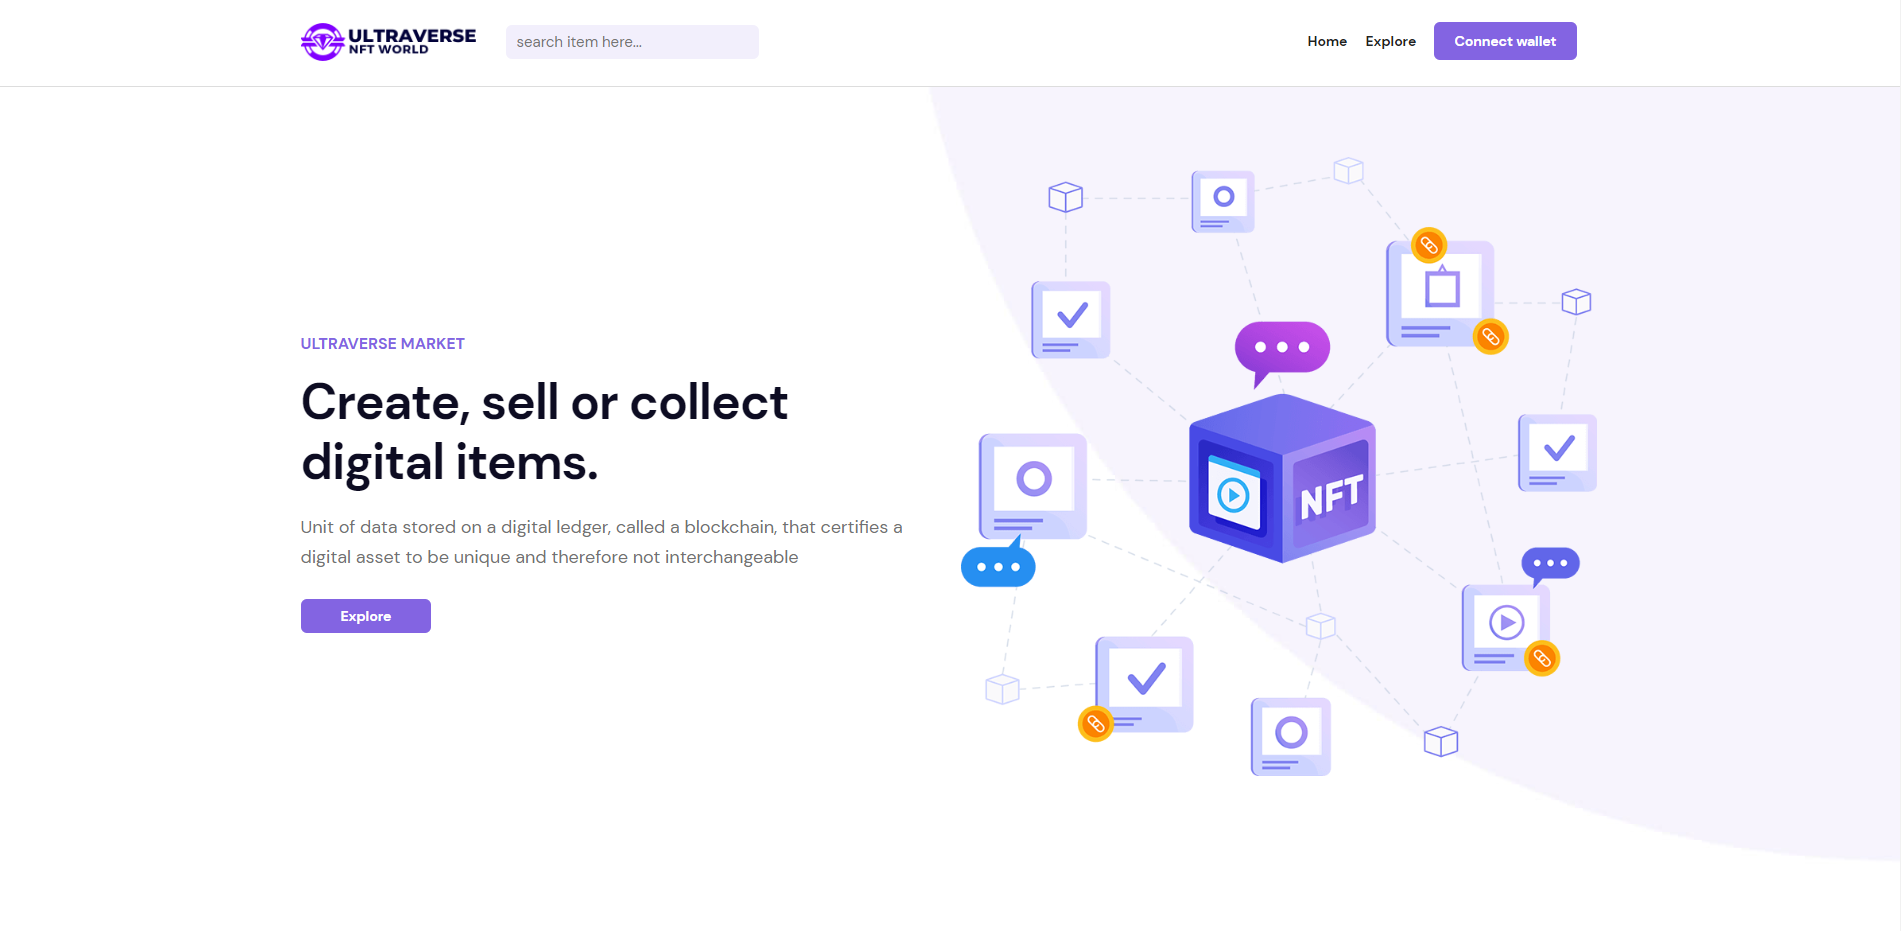 ULTRAVERSE
NFT WORLD
search item here...
Home
Explore
Connect wallet
ULTRAVERSE MARKET
Create, sell or collect
digital items.
Unit of data stored on a digital ledger, called a blockchain, that certifies a
digital asset to be unique and therefore not interchangeable
Explore
NFT